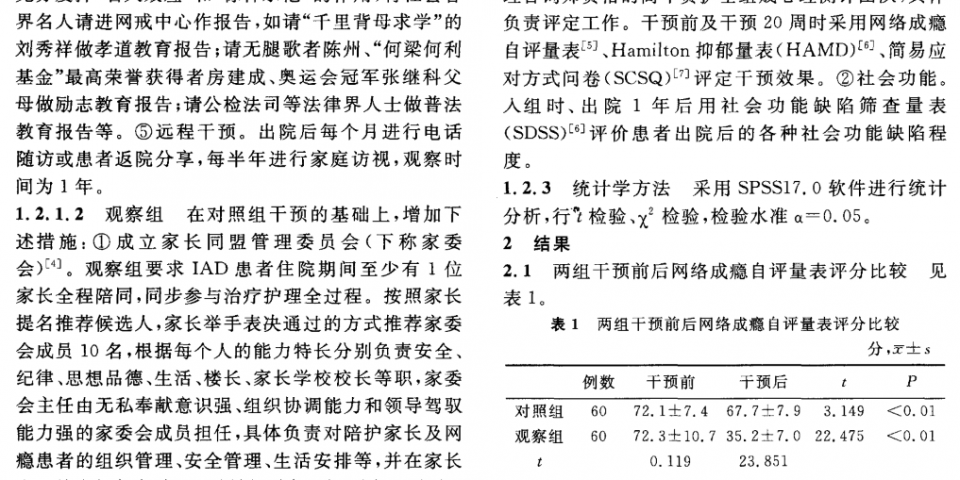 界名人请进网戒中心作报告,如请“千里背母求学”的
刘秀祥做孝道教育报告;请无腿歌者陈州、“何梁何利
基金”最高荣誉获得者房建成、奥运会冠军张继科父
母做励志教育报告;请公检法司等法律界人士做普法
教育报告等。⑤远程干预。出院后每个月进行电话
随访或患者返院分享,每半年进行家庭访视,观察时
间为1年。
1.2.1.2 观察组 在对照组干预的基础上,增加下
述措施:①成立家长同盟管理委员会(下称家委
会)[4]。观察组要求IAD患者住院期间至少有1位
家长全程陪同,同步参与治疗护理全过程。按照家长
提名推荐候选人,家长举手表决通过的方式推荐家委
会成员10名,根据每个人的能力特长分别负责安全、
纪律、思想品德、生活、楼长、家长学校校长等职,家委
会主任由无私奉献意识强、组织协调能力和领导驾驭
能力强的家委会成员担任,具体负责对陪护家长及网
瘾患者的组织管理、安全管理、生活安排等,并在家长
负责评定工作。干预前及干预20周时采用网络成瘾
自评量表[5]、Hamilton抑郁量表(HAMD)[6]、简易应
对方式问卷(SCSQ)[7]评定干预效果。②社会功能。
入组时、出院1年后用社会功能缺陷筛查量表
(SDSS)[6]评价患者出院后的各种社会功能缺陷程
度。
1.2.3 统计学方法 采用SPSS17.0软件进行统计
分析,行t检验、χ²检验,检验水准α=0.05。
2 结果
2.1 两组干预前后网络成瘾自评量表评分比较 见
表1。
表1 两组干预前后网络成瘾自评量表评分比较
分,x̄±s
例数 干预前 干预后 t P
对照组 60 72.1±7.4 67.7±7.9 3.149 <0.01
观察组 60 72.3±10.7 35.2±7.0 22.475 <0.01
t 0.119 23.851